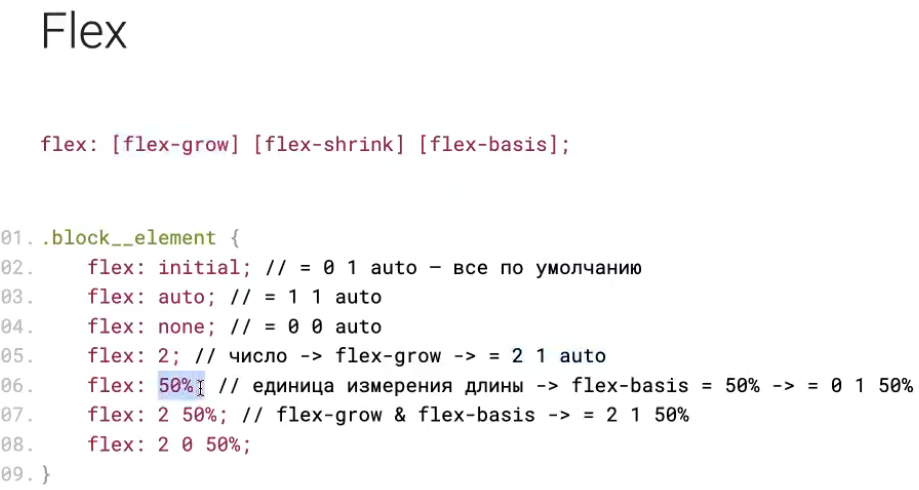 Flex
flex: [flex-grow] [flex-shrink] [flex-basis];
01. .block__element {
02. flex: initial; // = 0 1 auto – все по умолчанию
03. flex: auto; // = 1 1 auto
04. flex: none; // = 0 0 auto
05. flex: 2; // число -> flex-grow -> = 2 1 auto
06. flex: 50%; // единица измерения длины -> flex-basis = 50% -> = 0 1 50%
07. flex: 2 50%; // flex-grow & flex-basis -> = 2 1 50%
08. flex: 2 0 50%;
09. }